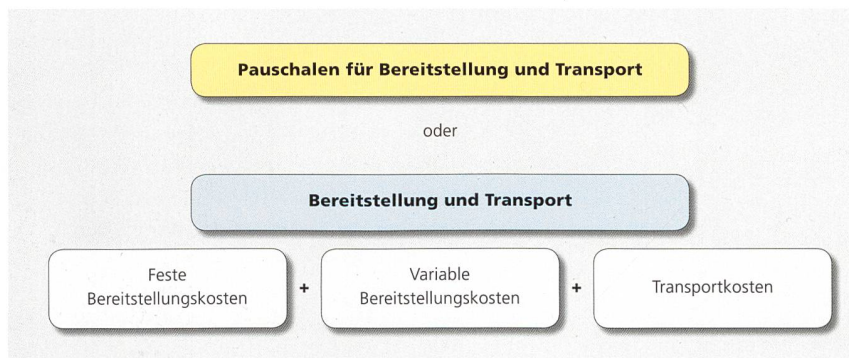 Pauschalen für Bereitstellung und Transport
oder
Bereitstellung und Transport
Feste
Bereitstellungskosten
+
Variable
Bereitstellungskosten
+
Transportkosten